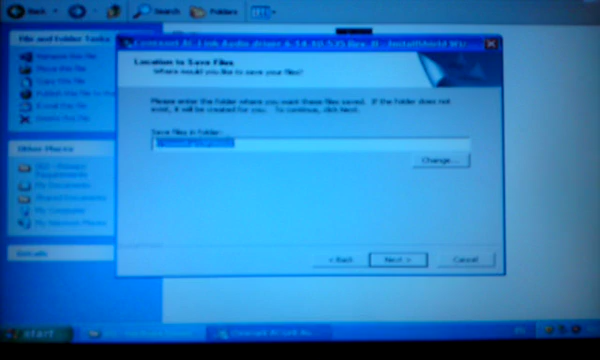 Back
Search
Folders
Conexant AC-Link Audio driver 6.14.10.535 Rev. B - InstallShield Wiz
File and Folder Tasks
Location to Save Files
Where would you like to save your files?
Rename this file
Move this file
Copy this file
Publish this file to the
E-mail this file
Delete this file
Please enter the folder where you want these files saved. If the folder does not
exist, it will be created for you. To continue, click Next.
Save files in folder:
Change...
Other Places
My Documents
Shared Documents
My Computer
My Network Places
Details
< Back
Next >
Cancel
start